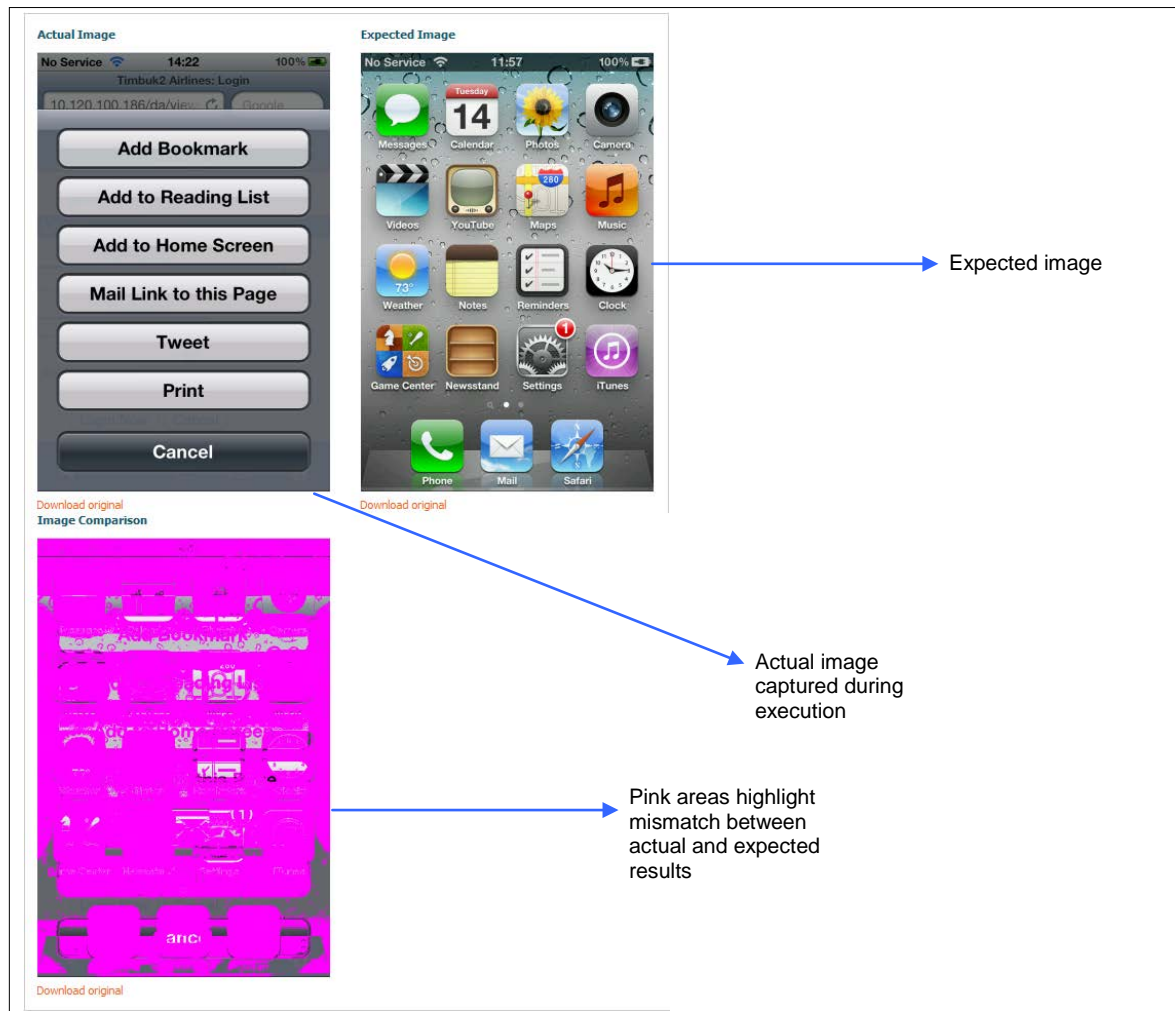 Actual Image
Expected Image
No Service 14:22 100%
Timbuk2 Airlines: Login
10.120.100.186/da/view Google
Add Bookmark
Add to Reading List
Add to Home Screen
Mail Link to this Page
Tweet
Print
Cancel
No Service 11:57 100%
Tuesday
14
Messages Calendar Photos Camera
280
Videos YouTube Maps Music
73°
Weather Notes Reminders Clock
1
Game Center Newsstand Settings iTunes
Phone Mail Safari
Expected image
Download original
Download original
Image Comparison
Add Bookmark
Actual image
captured during
execution
Pink areas highlight
mismatch between
actual and expected
results
Download original